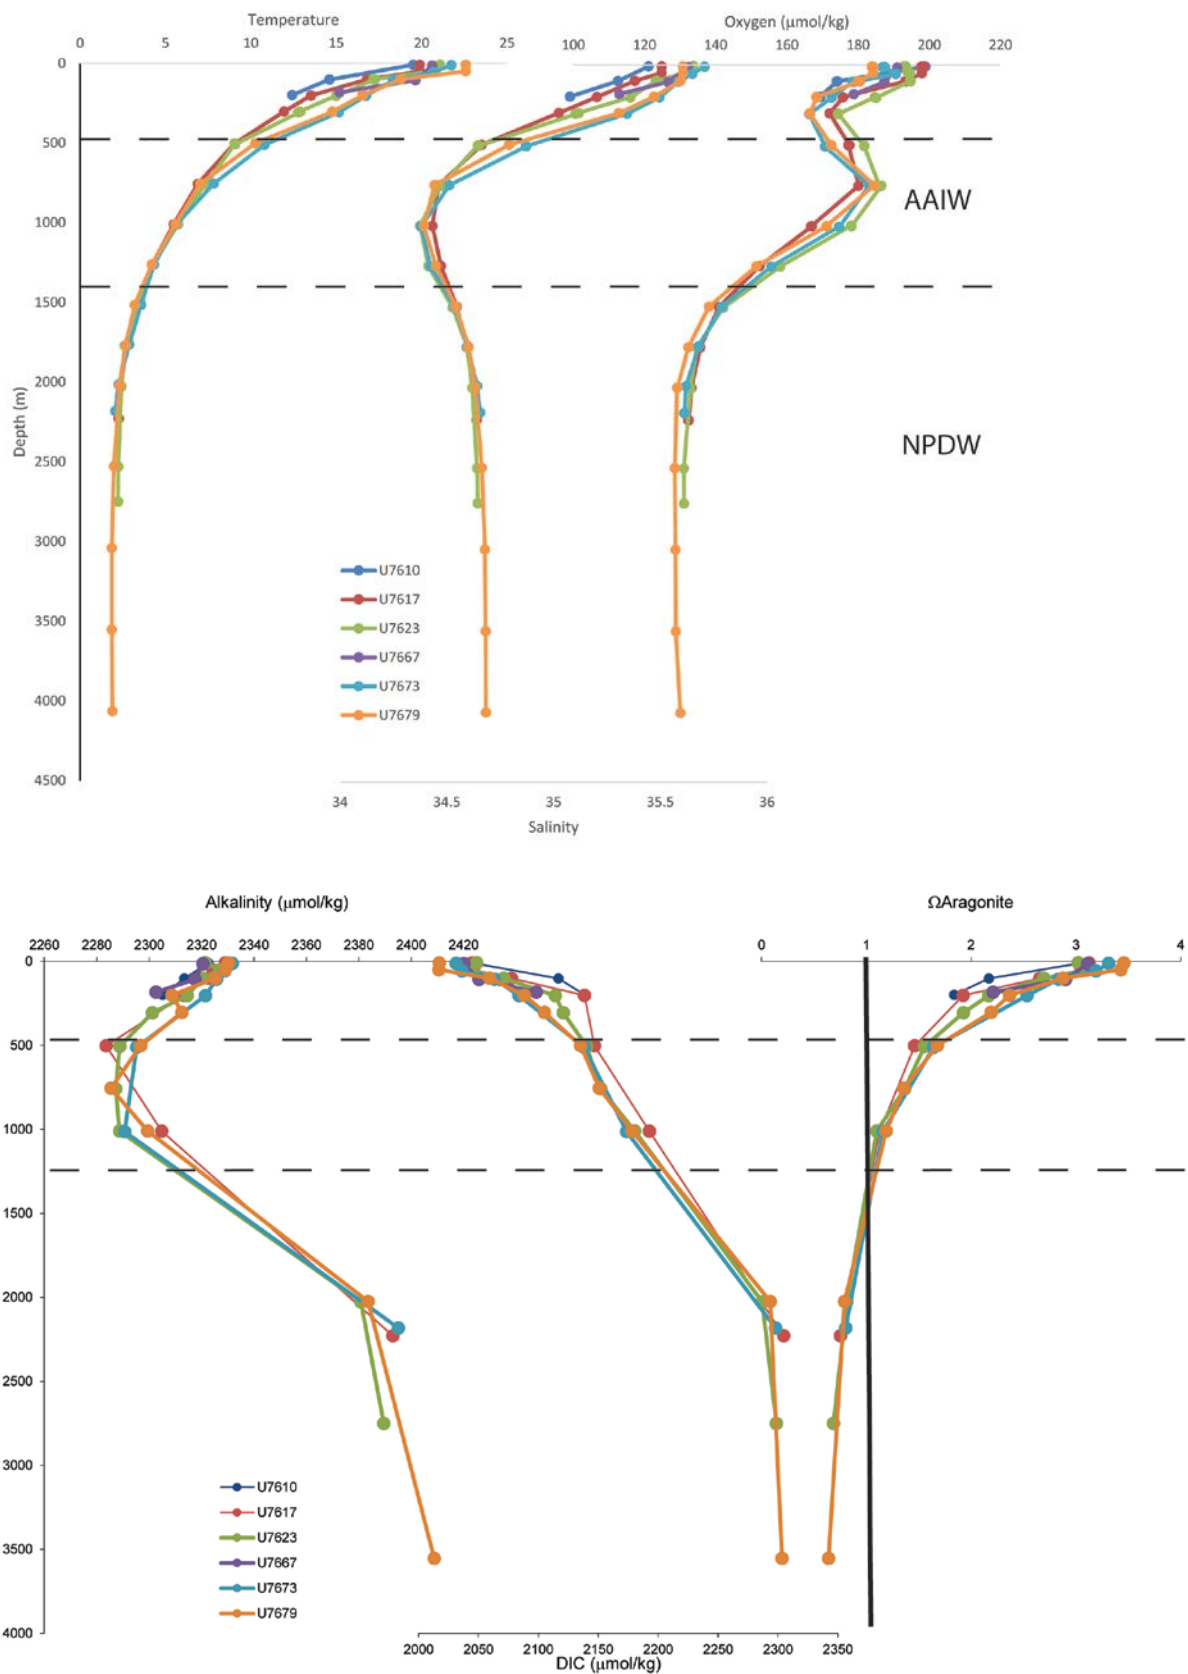 Temperature
Oxygen (µmol/kg)
0 5 10 15 20 25 100 120 140 160 180 200 220
0
500
AAIW
1000
1500
2000
Depth (m)
NPDW
2500
3000
U7610
U7617
3500
U7623
U7667
U7673
4000
U7679
4500
34 34.5 35 35.5 36
Salinity
Alkalinity (µmol/kg)
ΩAragonite
2260 2280 2300 2320 2340 2360 2380 2400 2420 0 1 2 3 4
0
500
1000
1500
2000
2500
3000
U7610
U7617
3500
U7623
U7667
U7673
U7679
4000
2000 2050 2100 2150 2200 2250 2300 2350
DIC (µmol/kg)